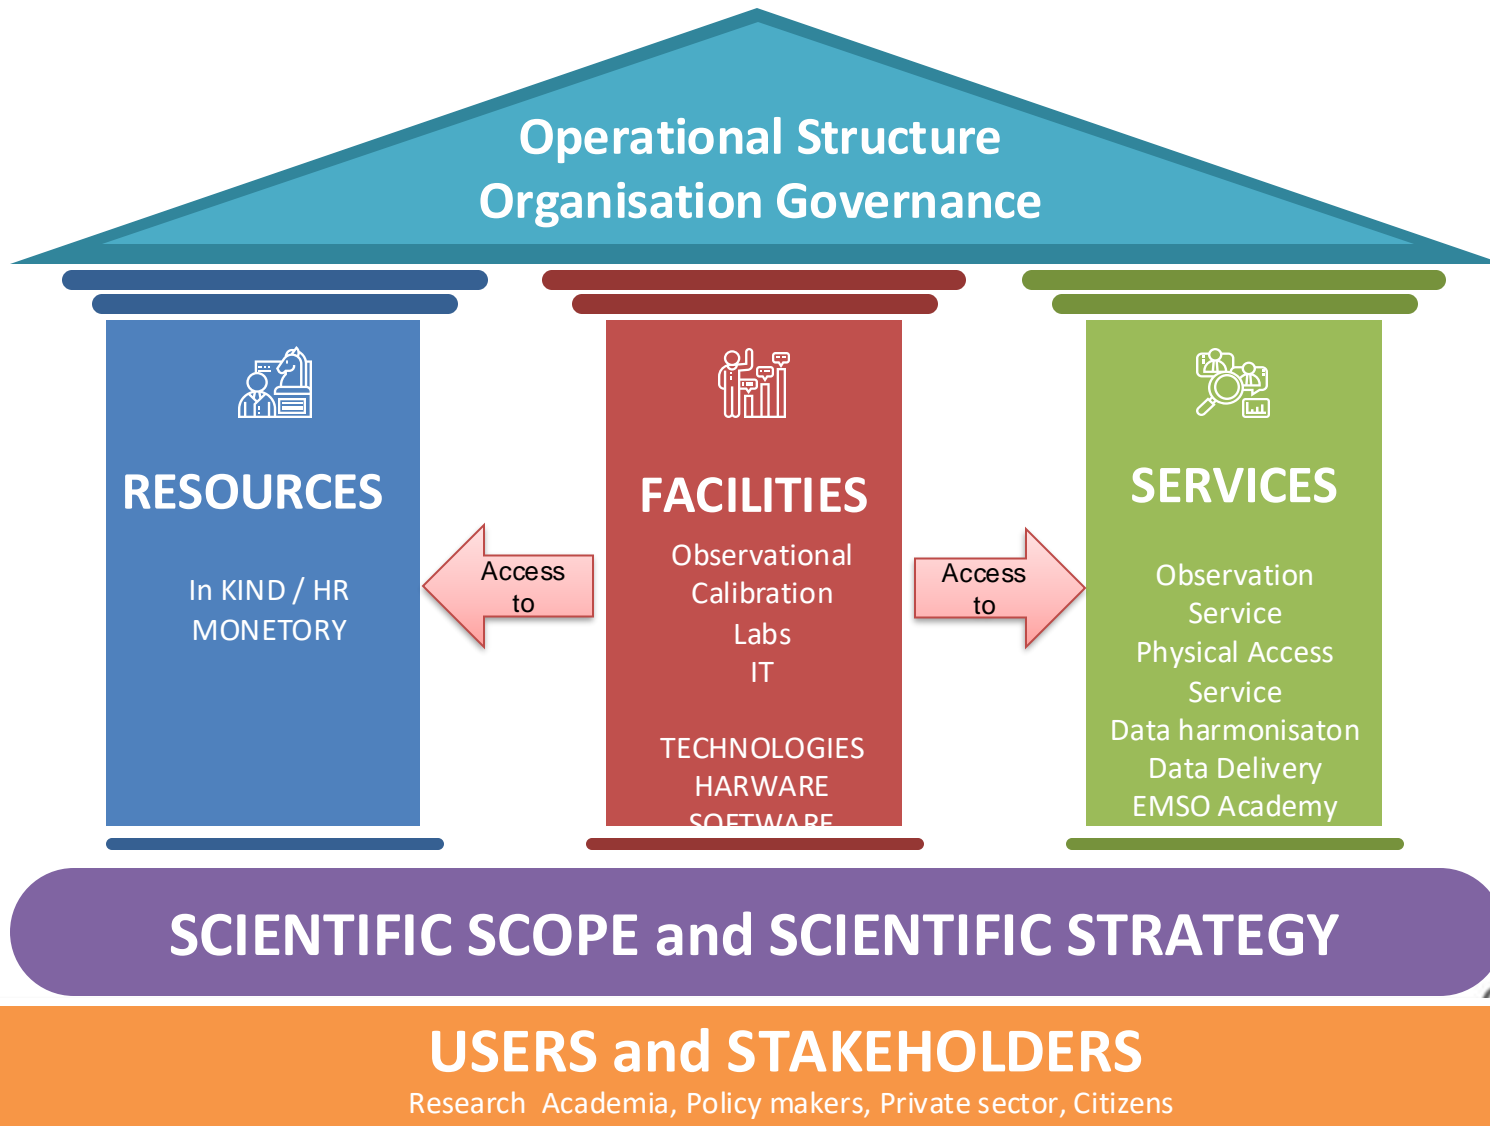 Operational Structure
Organisation Governance
RESOURCES
In KIND / HR
MONETORY
Access
to
FACILITIES
Observational
Calibration
Labs
IT
TECHNOLOGIES
HARWARE
SOFTWARE
Access
to
SERVICES
Observation
Service
Physical Access
Service
Data harmonisaton
Data Delivery
EMSO Academy
SCIENTIFIC SCOPE and SCIENTIFIC STRATEGY
USERS and STAKEHOLDERS
Research Academia, Policy makers, Private sector, Citizens